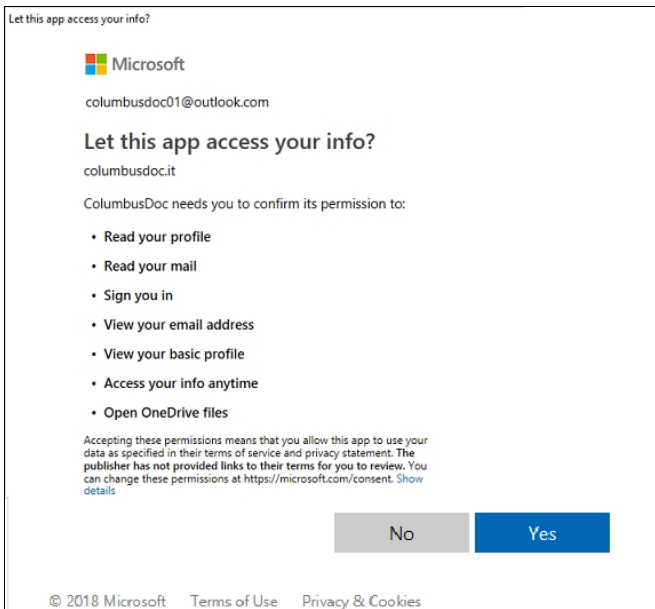 Let this app access your info?
Microsoft
columbusdoc01@outlook.com
Let this app access your info?
columbusdoc.it
ColumbusDoc needs you to confirm its permission to:
• Read your profile
• Read your mail
• Sign you in
• View your email address
• View your basic profile
• Access your info anytime
• Open OneDrive files
Accepting these permissions means that you allow this app to use your
data as specified in their terms of service and privacy statement. The
publisher has not provided links to their terms for you to review. You
can change these permissions at https://microsoft.com/consent. Show
details
No Yes
© 2018 Microsoft Terms of Use Privacy & Cookies